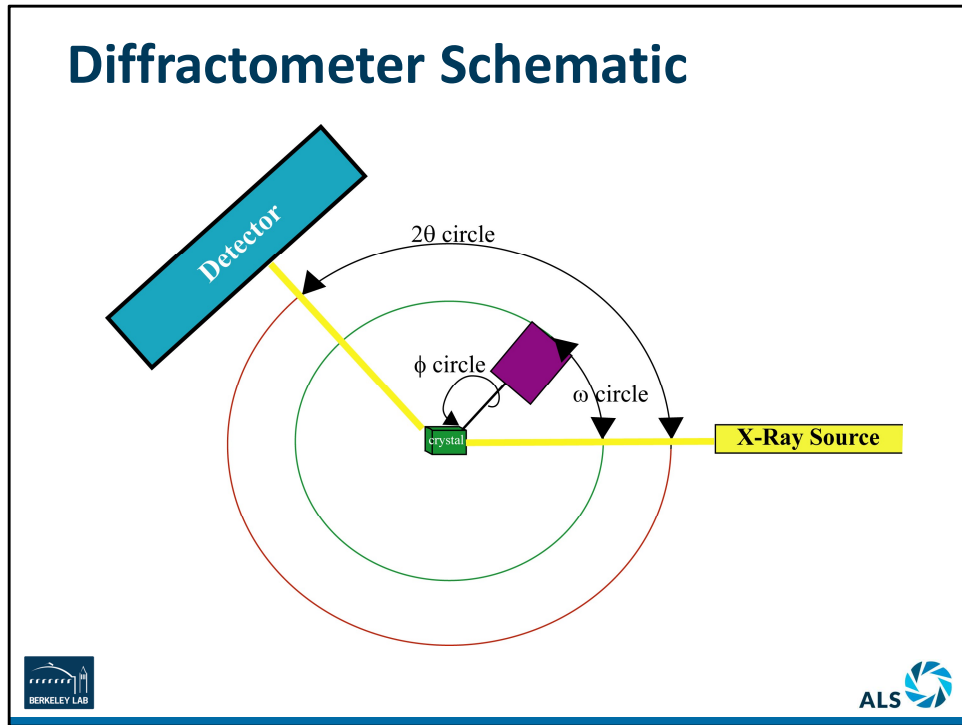 Diffractometer Schematic
Detector
2θ circle
ϕ circle
ω circle
crystal
X-Ray Source
BERKELEY LAB
ALS